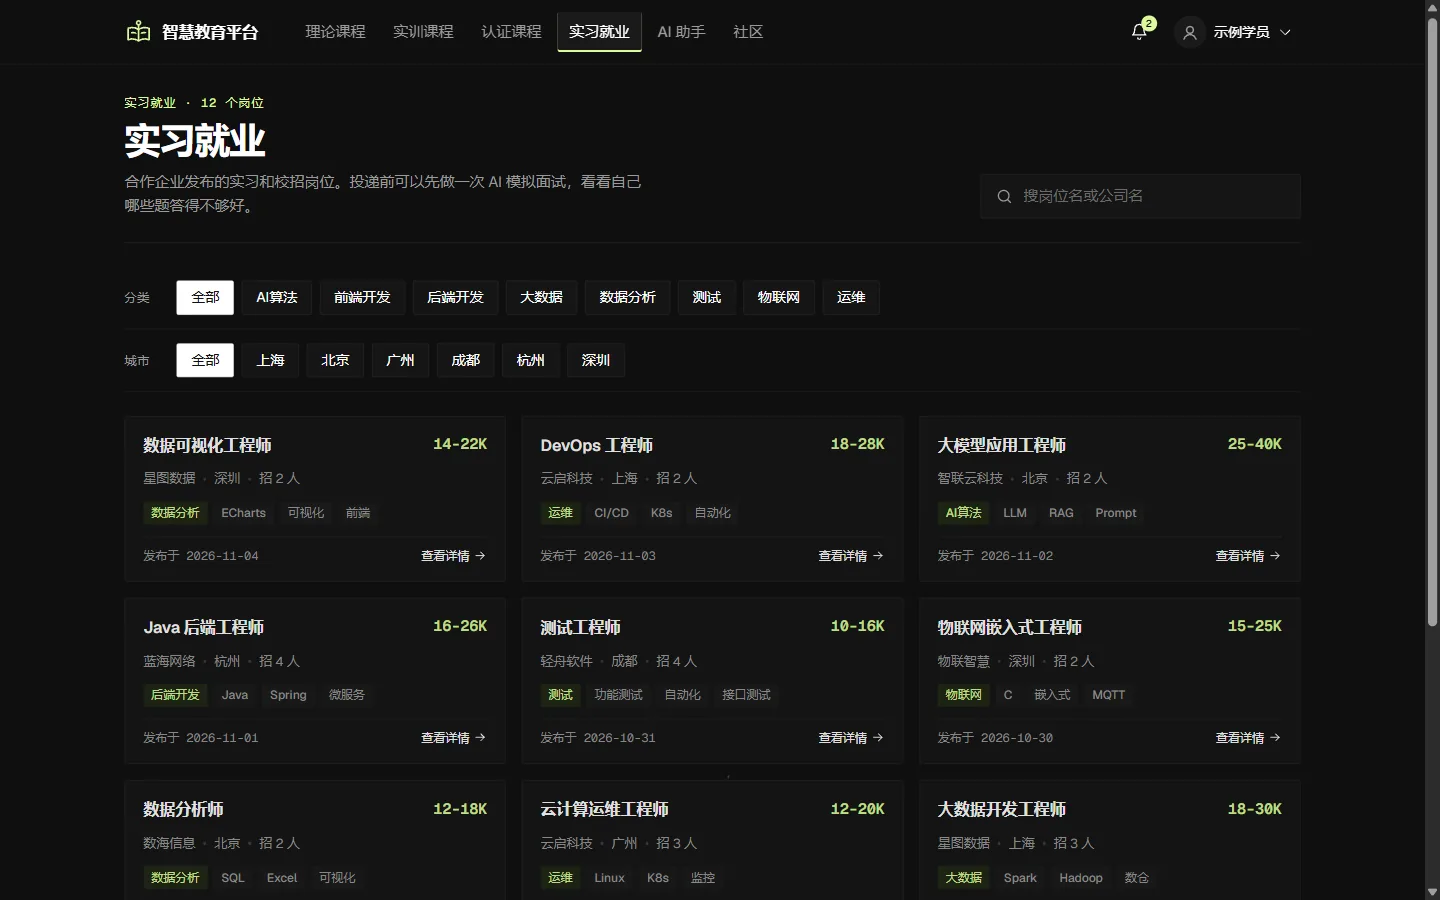 智慧教育平台 理论课程 实训课程 认证课程 实习就业 AI 助手 社区 2 示例学员
实习就业 · 12 个岗位
实习就业
合作企业发布的实习和校招岗位。投递前可以先做一次 AI 模拟面试，看看自己
哪些题答得不够好。
搜岗位名或公司名
分类 全部 AI算法 前端开发 后端开发 大数据 数据分析 测试 物联网 运维
城市 全部 上海 北京 广州 成都 杭州 深圳
数据可视化工程师 14-22K
星图数据 · 深圳 · 招 2 人
数据分析 ECharts 可视化 前端
发布于 2026-11-04 查看详情 →
DevOps 工程师 18-28K
云启科技 · 上海 · 招 2 人
运维 CI/CD K8s 自动化
发布于 2026-11-03 查看详情 →
大模型应用工程师 25-40K
智联云科技 · 北京 · 招 2 人
AI算法 LLM RAG Prompt
发布于 2026-11-02 查看详情 →
Java 后端工程师 16-26K
蓝海网络 · 杭州 · 招 4 人
后端开发 Java Spring 微服务
发布于 2026-11-01 查看详情 →
测试工程师 10-16K
轻舟软件 · 成都 · 招 4 人
测试 功能测试 自动化 接口测试
发布于 2026-10-31 查看详情 →
物联网嵌入式工程师 15-25K
物联智慧 · 深圳 · 招 2 人
物联网 C 嵌入式 MQTT
发布于 2026-10-30 查看详情 →
数据分析师 12-18K
数海信息 · 北京 · 招 2 人
数据分析 SQL Excel 可视化
云计算运维工程师 12-20K
云启科技 · 广州 · 招 3 人
运维 Linux K8s 监控
大数据开发工程师 18-30K
星图数据 · 上海 · 招 3 人
大数据 Spark Hadoop 数仓